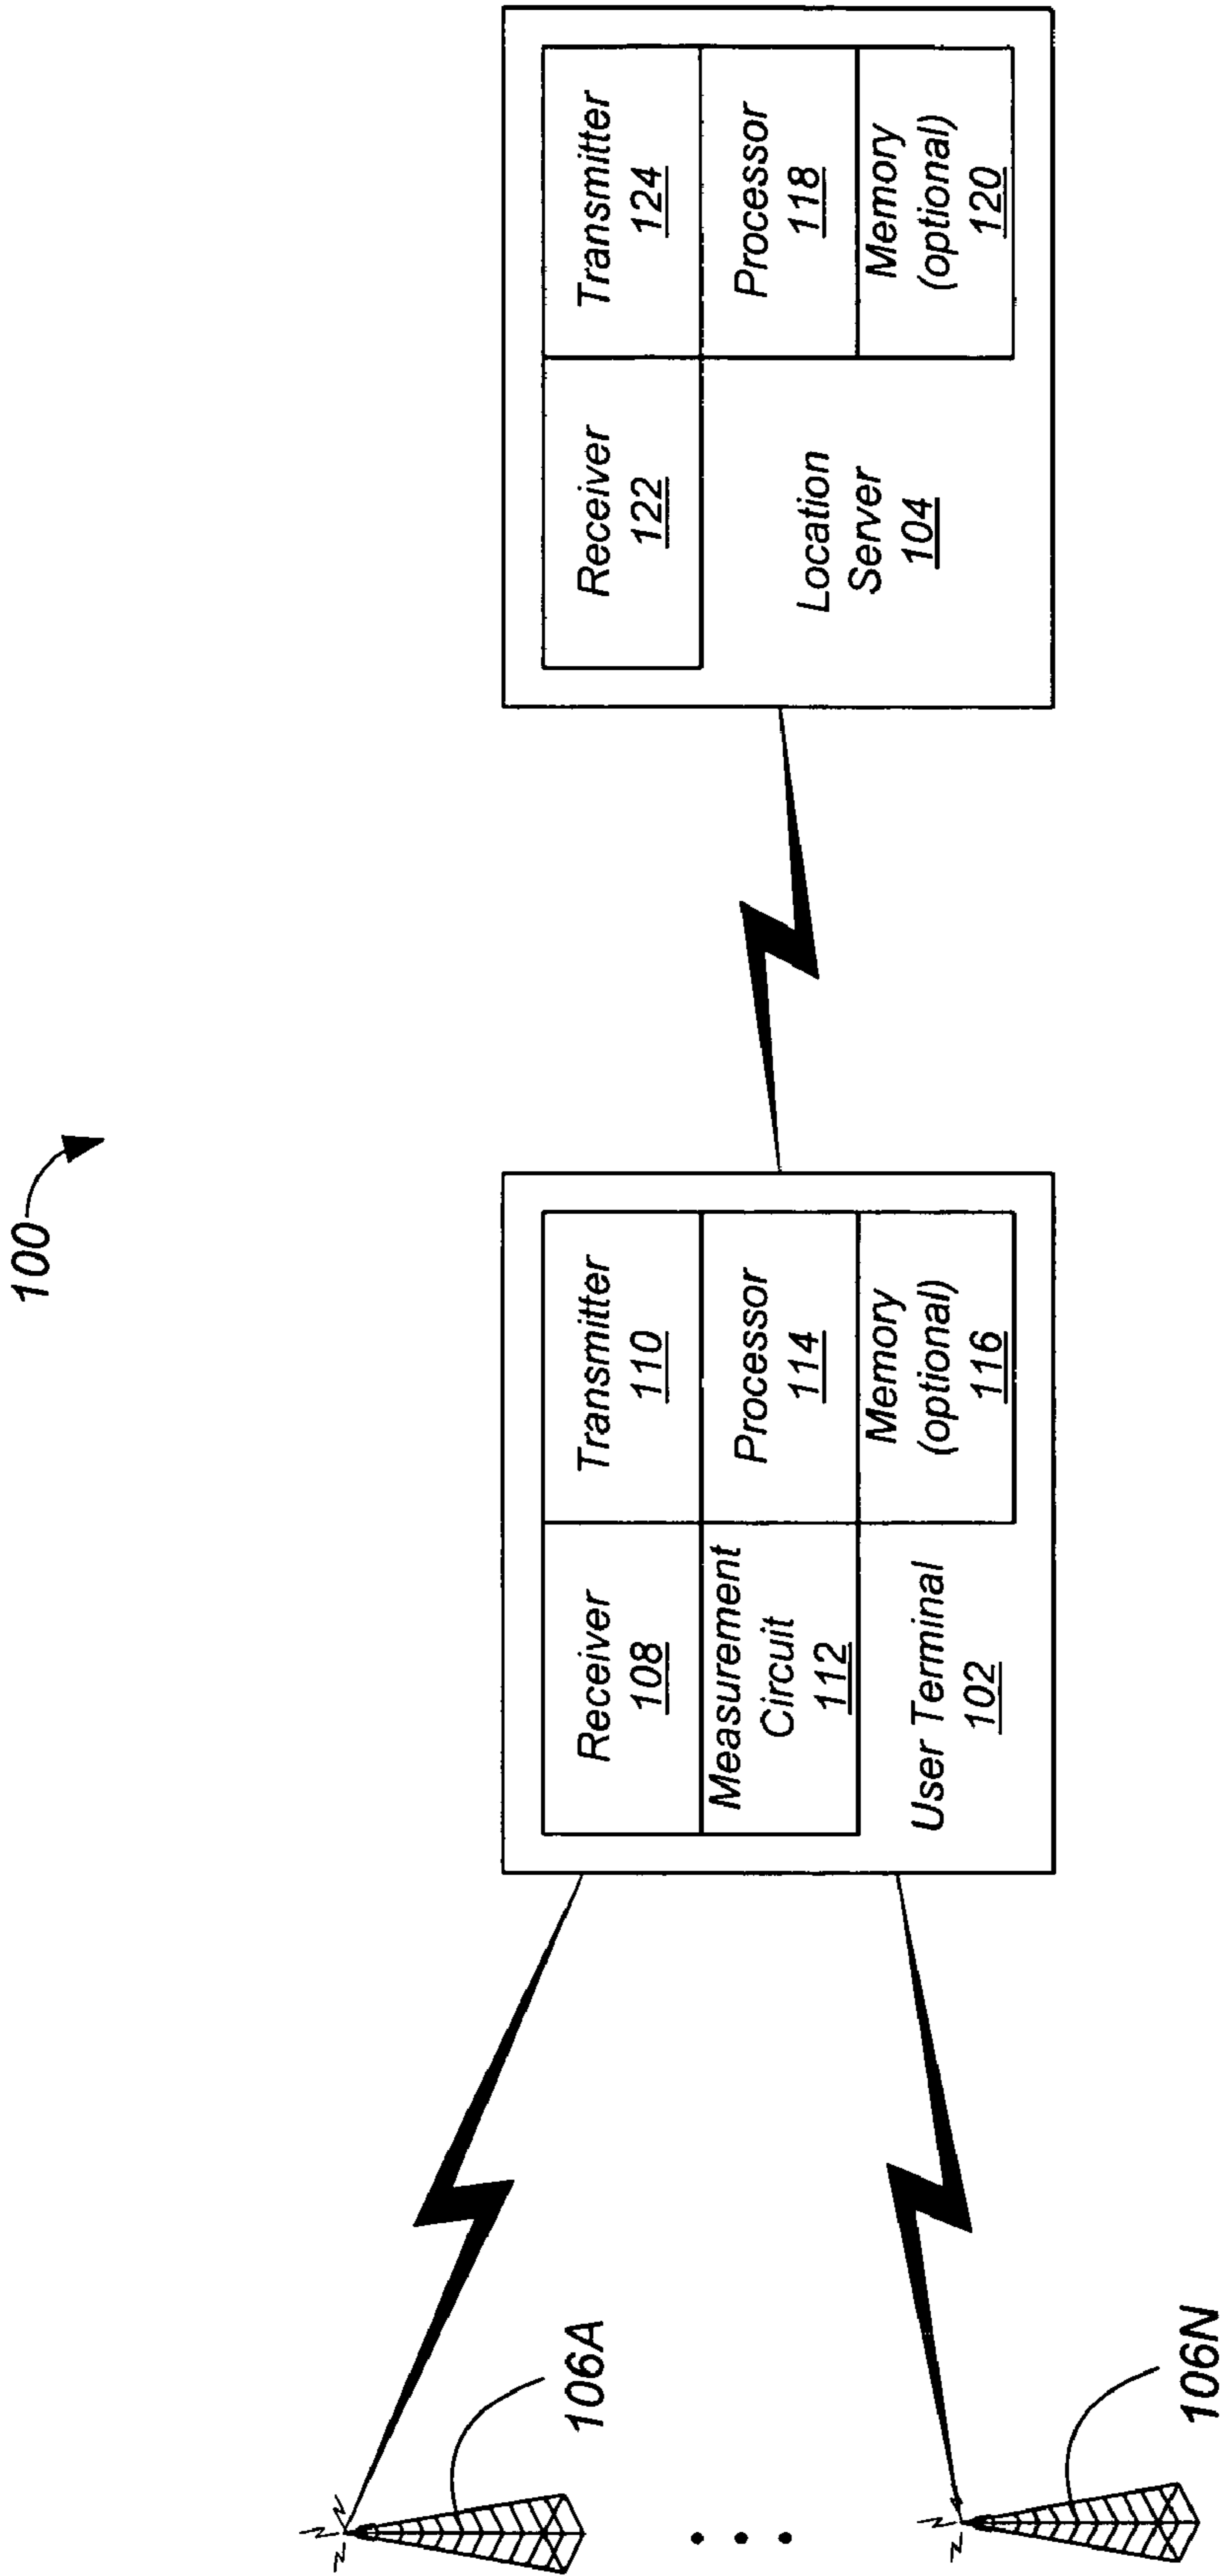 100
106A
106N
Receiver
108
Transmitter
110
Measurement
Circuit
112
Processor
114
User Terminal
102
Memory
(optional)
116
Receiver
122
Transmitter
124
Location
Server
104
Processor
118
Memory
(optional)
120